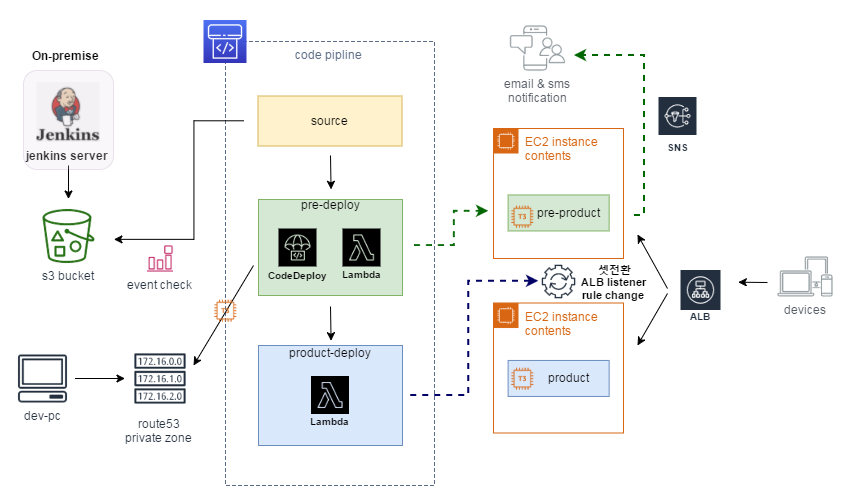 On-premise
Jenkins
jenkins server
s3 bucket
event check
dev-pc
172.16.0.0
172.16.1.0
172.16.2.0
route53
private zone
code pipline
source
pre-deploy
CodeDeploy
Lambda
T3
product-deploy
Lambda
email & sms
notification
SNS
EC2 instance
contents
T3
pre-product
셋전환
ALB listener
rule change
EC2 instance
contents
T3
product
ALB
devices